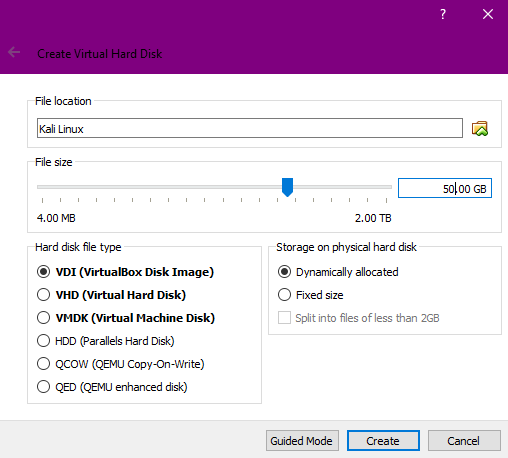 ?
Create Virtual Hard Disk
File location
Kali Linux
File size
50.00 GB
4.00 MB 2.00 TB
Hard disk file type
VDI (VirtualBox Disk Image)
VHD (Virtual Hard Disk)
VMDK (Virtual Machine Disk)
HDD (Parallels Hard Disk)
QCOW (QEMU Copy-On-Write)
QED (QEMU enhanced disk)
Storage on physical hard disk
Dynamically allocated
Fixed size
Split into files of less than 2GB
Guided Mode Create Cancel